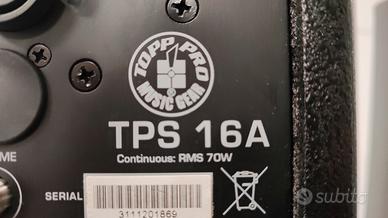 TOPP PRO
MUSIC GEAR
TPS 16A
Continuous: RMS 70W
SERIAL
3111201869
subito